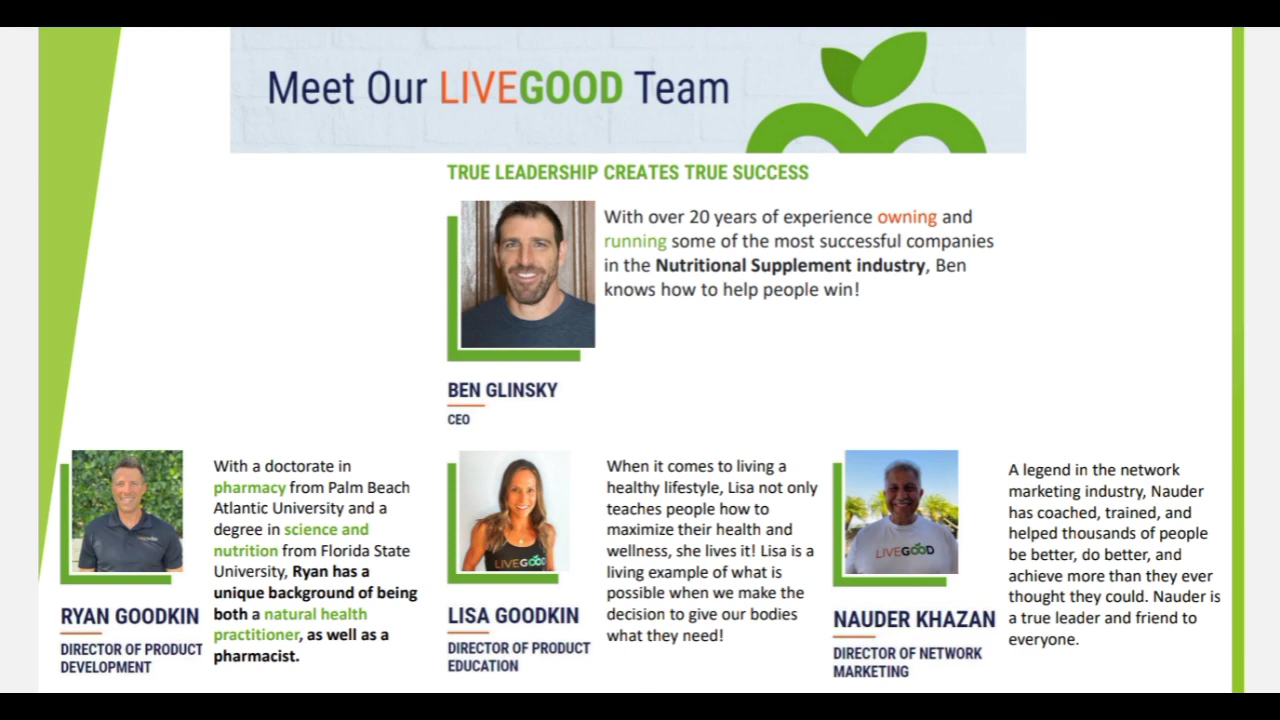 Meet Our LIVEGOOD Team
TRUE LEADERSHIP CREATES TRUE SUCCESS
With over 20 years of experience owning and
running some of the most successful companies
in the Nutritional Supplement industry, Ben
knows how to help people win!
BEN GLINSKY
CEO
With a doctorate in
pharmacy from Palm Beach
Atlantic University and a
degree in science and
nutrition from Florida State
University, Ryan has a
unique background of being
both a natural health
practitioner, as well as a
pharmacist.
RYAN GOODKIN
DIRECTOR OF PRODUCT
DEVELOPMENT
When it comes to living a
healthy lifestyle, Lisa not only
teaches people how to
maximize their health and
wellness, she lives it! Lisa is a
living example of what is
possible when we make the
decision to give our bodies
what they need!
LIVEGOOD
LISA GOODKIN
DIRECTOR OF PRODUCT
EDUCATION
A legend in the network
marketing industry, Nauder
has coached, trained, and
helped thousands of people
be better, do better, and
achieve more than they ever
thought they could. Nauder is
a true leader and friend to
everyone.
LIVEGOOD
NAUDER KHAZAN
DIRECTOR OF NETWORK
MARKETING